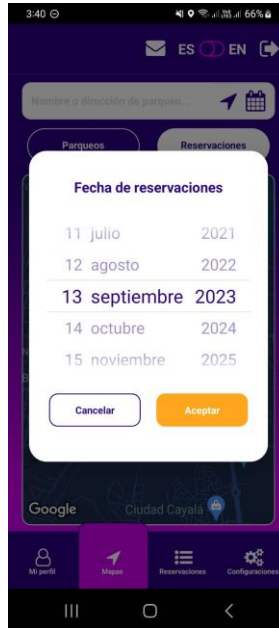 3:40 66%
ES EN
Nombre o dirección de parqueo...
Parqueos Reservaciones
Fecha de reservaciones
11 julio 2021
12 agosto 2022
13 septiembre 2023
14 octubre 2024
15 noviembre 2025
Cancelar Aceptar
Google Ciudad Cayalá
Mi perfil Mapas Reservaciones Configuraciones